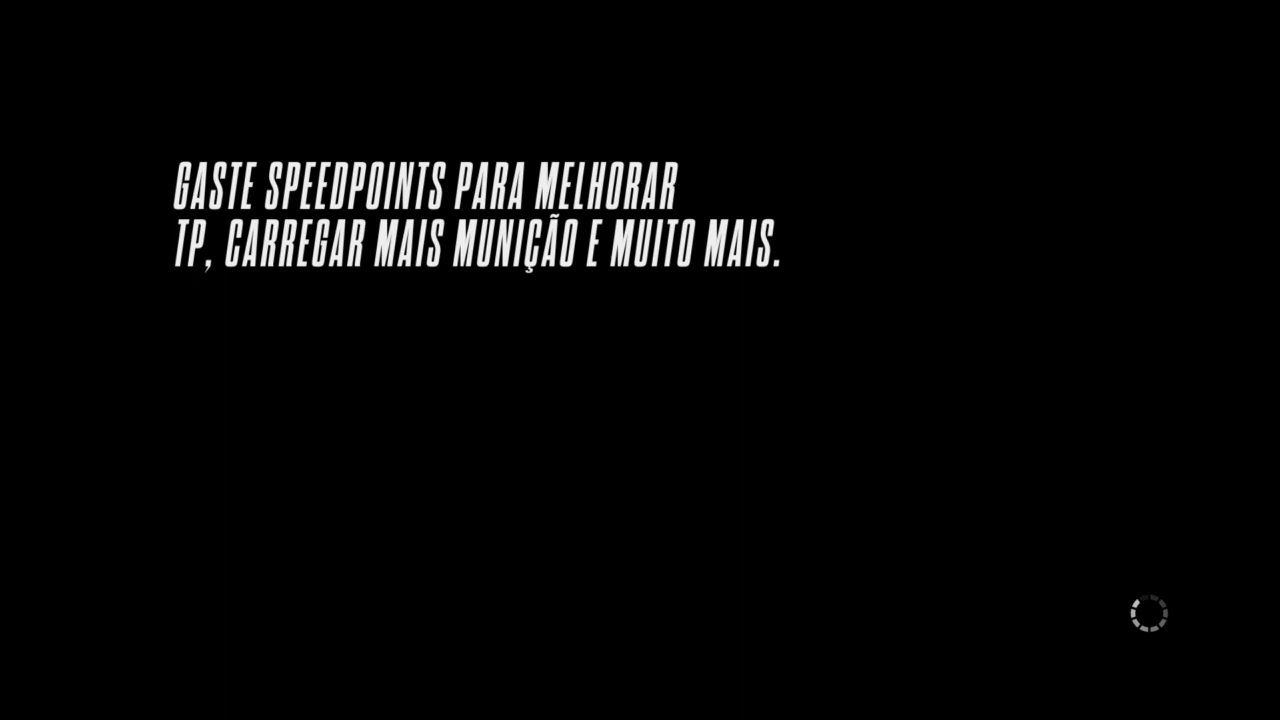 GASTE SPEEDPOINTS PARA MELHORAR
TP, CARREGAR MAIS MUNIÇÃO E MUITO MAIS.